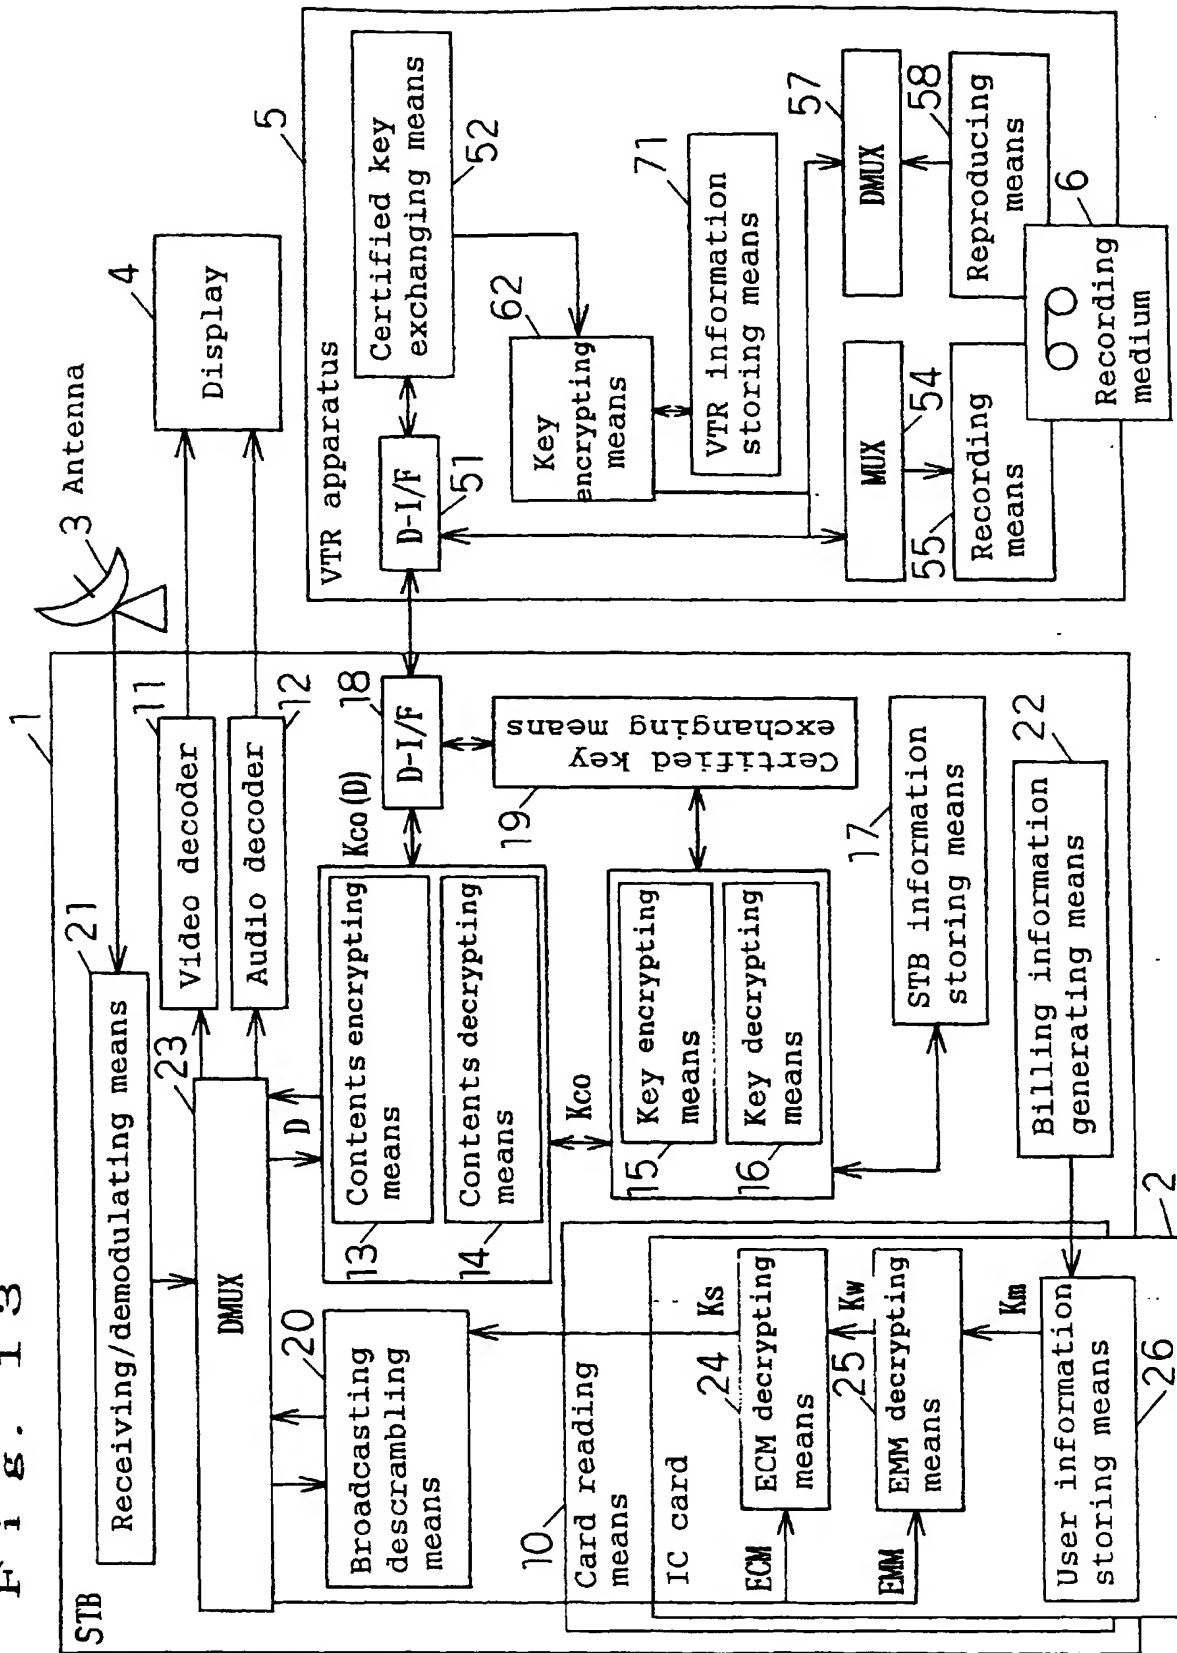 Fig. 13
STB
1
Receiving/demodulating means
21
3 Antenna
DMUX
23
Video decoder
11
Audio decoder
12
4
Display
Broadcasting
descrambling
means
20
D
Contents encrypting
means
13
Contents decrypting
means
14
Kco(D)
D-I/F
18
Certified key
exchanging means
19
Kco
Key encrypting
means
15
Key decrypting
means
16
STB information
storing means
17
Billing information
generating means
22
10
Card reading
means
IC card
2
ECM
Ks
ECM decrypting
means
24
Kw
EMM
EMM decrypting
means
25
Km
User information
storing means
26
VTR apparatus
5
D-I/F
51
Certified key
exchanging means
52
Key
encrypting
means
62
VTR information
storing means
71
MUX
54
Recording
means
55
DMUX
57
Reproducing
means
58
Recording
medium
6